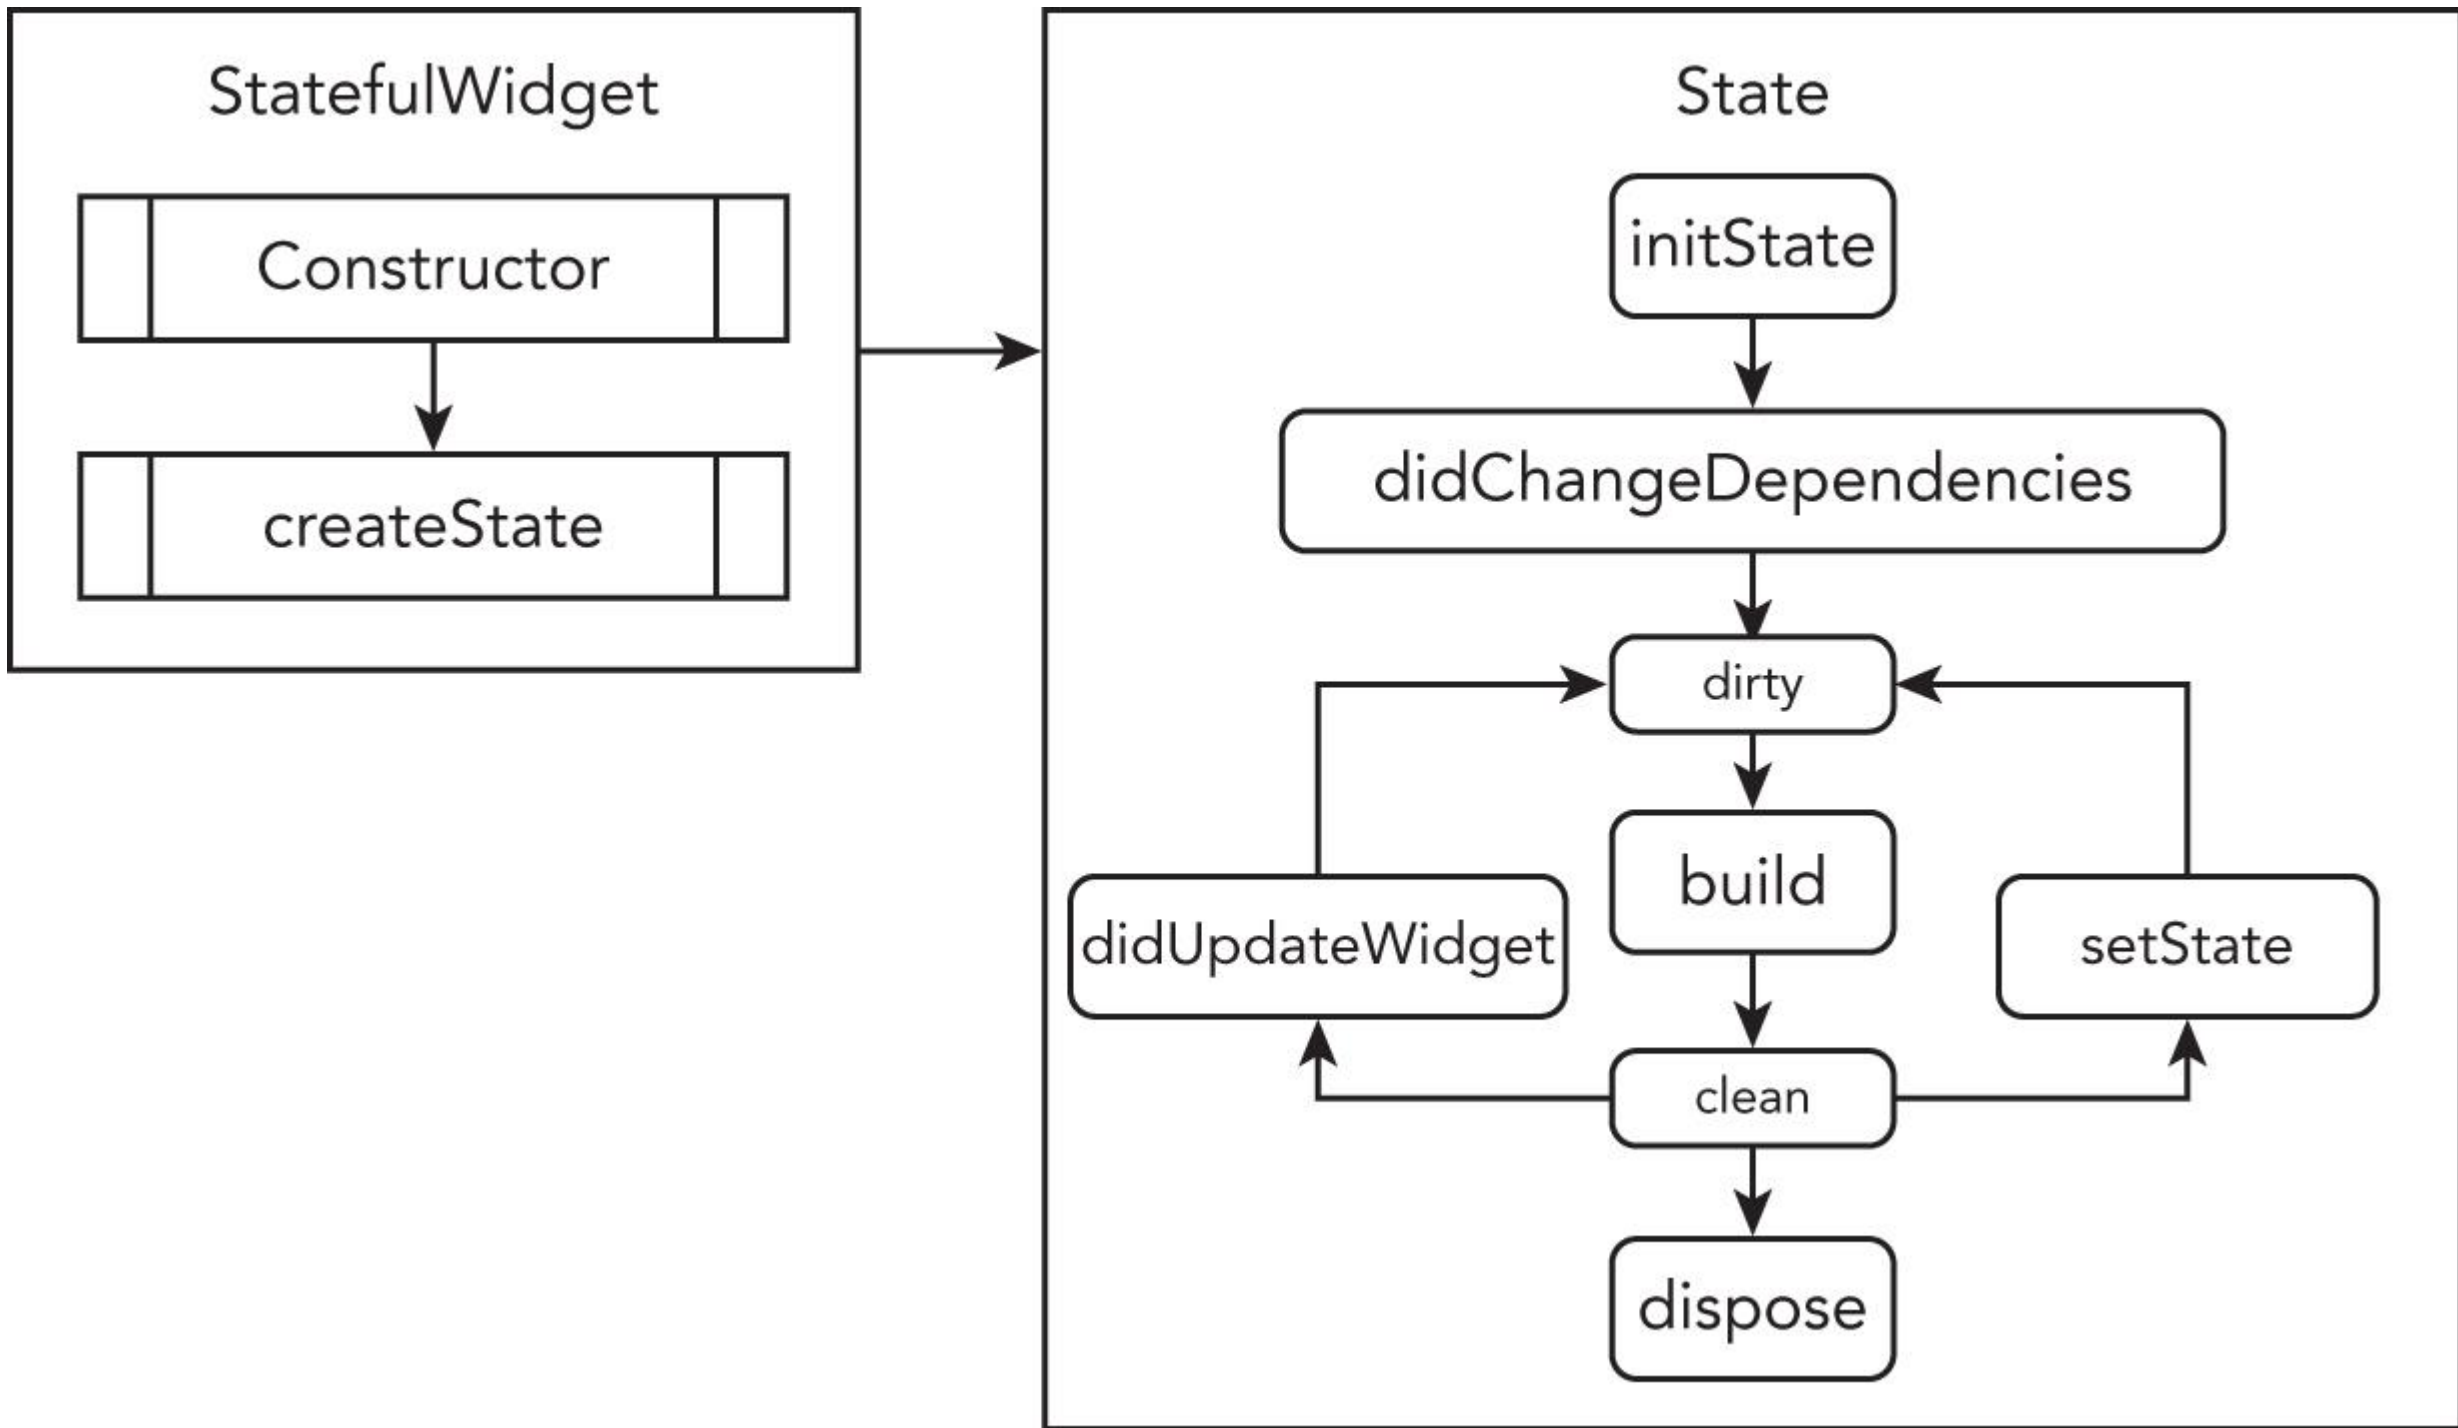 StatefulWidget
Constructor
createState
State
initState
didChangeDependencies
dirty
build
didUpdateWidget
setState
clean
dispose